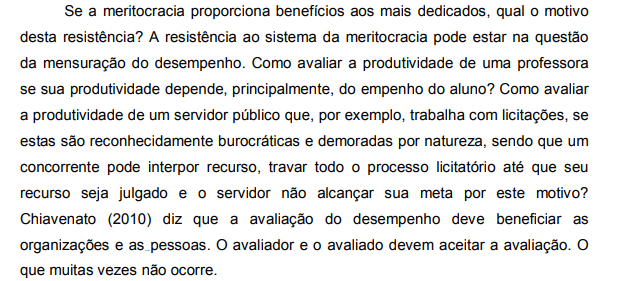 Se a meritocracia proporciona benefícios aos mais dedicados, qual o motivo
desta resistência? A resistência ao sistema da meritocracia pode estar na questão
da mensuração do desempenho. Como avaliar a produtividade de uma professora
se sua produtividade depende, principalmente, do empenho do aluno? Como avaliar
a produtividade de um servidor público que, por exemplo, trabalha com licitações, se
estas são reconhecidamente burocráticas e demoradas por natureza, sendo que um
concorrente pode interpor recurso, travar todo o processo licitatório até que seu
recurso seja julgado e o servidor não alcançar sua meta por este motivo?
Chiavenato (2010) diz que a avaliação do desempenho deve beneficiar as
organizações e as pessoas. O avaliador e o avaliado devem aceitar a avaliação. O
que muitas vezes não ocorre.